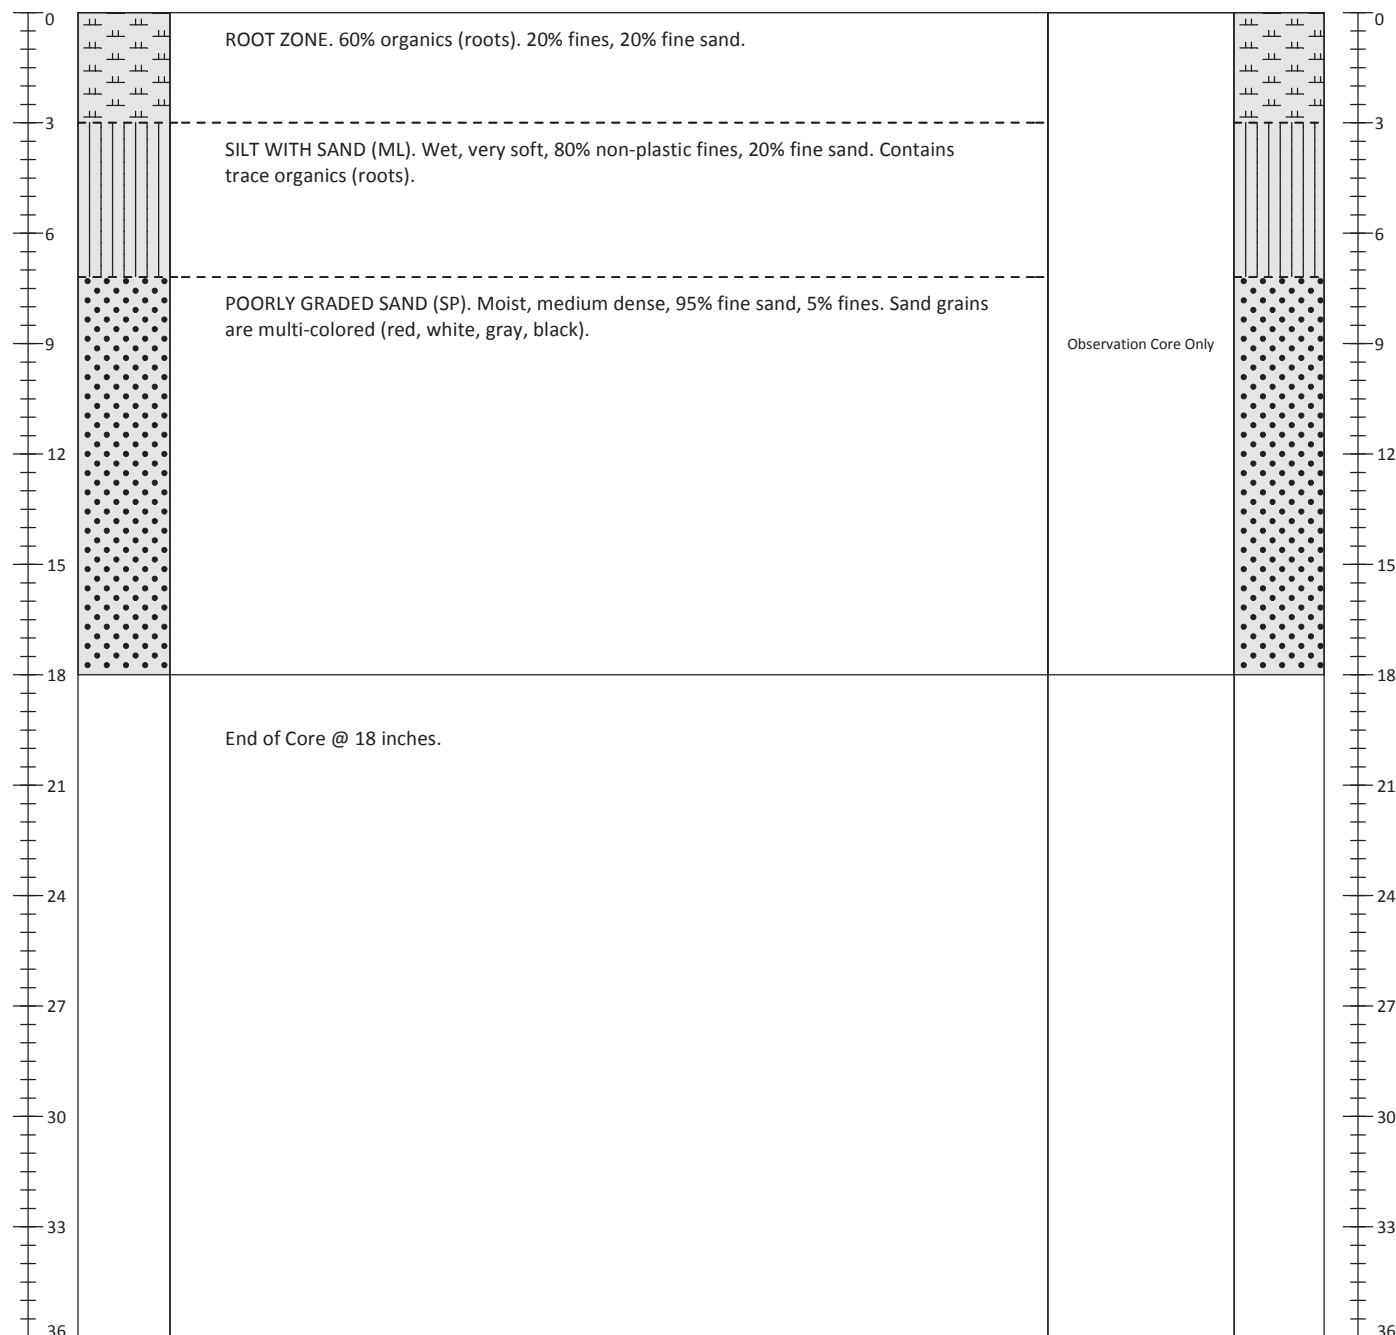 0 0
ROOT ZONE. 60% organics (roots). 20% fines, 20% fine sand.
3 3
SILT WITH SAND (ML). Wet, very soft, 80% non-plastic fines, 20% fine sand. Contains
trace organics (roots).
6 6
POORLY GRADED SAND (SP). Moist, medium dense, 95% fine sand, 5% fines. Sand grains
are multi-colored (red, white, gray, black).
9 Observation Core Only 9
12 12
15 15
18 18
End of Core @ 18 inches.
21 21
24 24
27 27
30 30
33 33
36 36